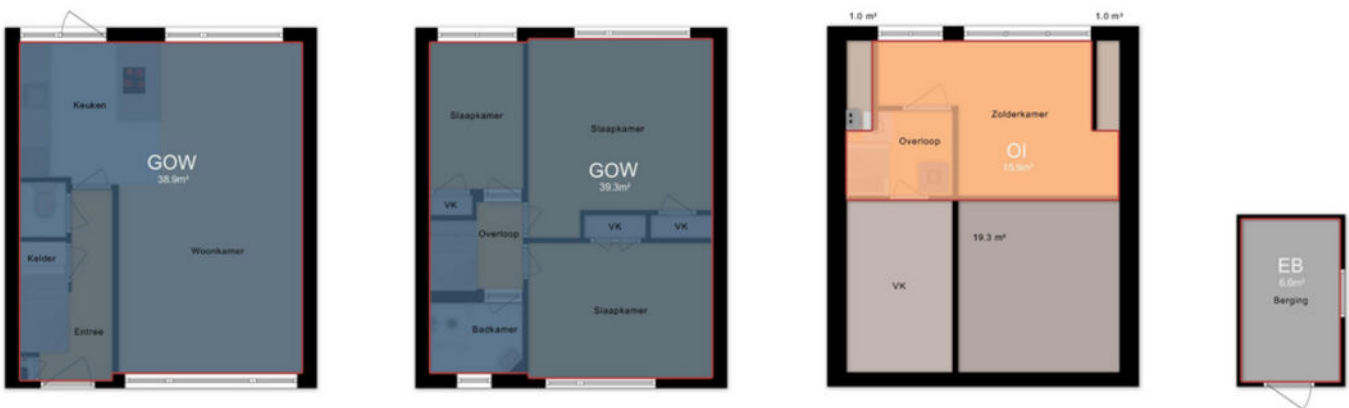 Keuken
GOW
38.9m²
Kelder
Woonkamer
Entree
Slaapkamer
Slaapkamer
GOW
39.3m²
VK
Overloop
VK
VK
Slaapkamer
Badkamer
1.0 m²
1.0 m²
Zolderkamer
Overloop
OI
15.9m²
19.3 m²
VK
EB
6.6m²
Berging